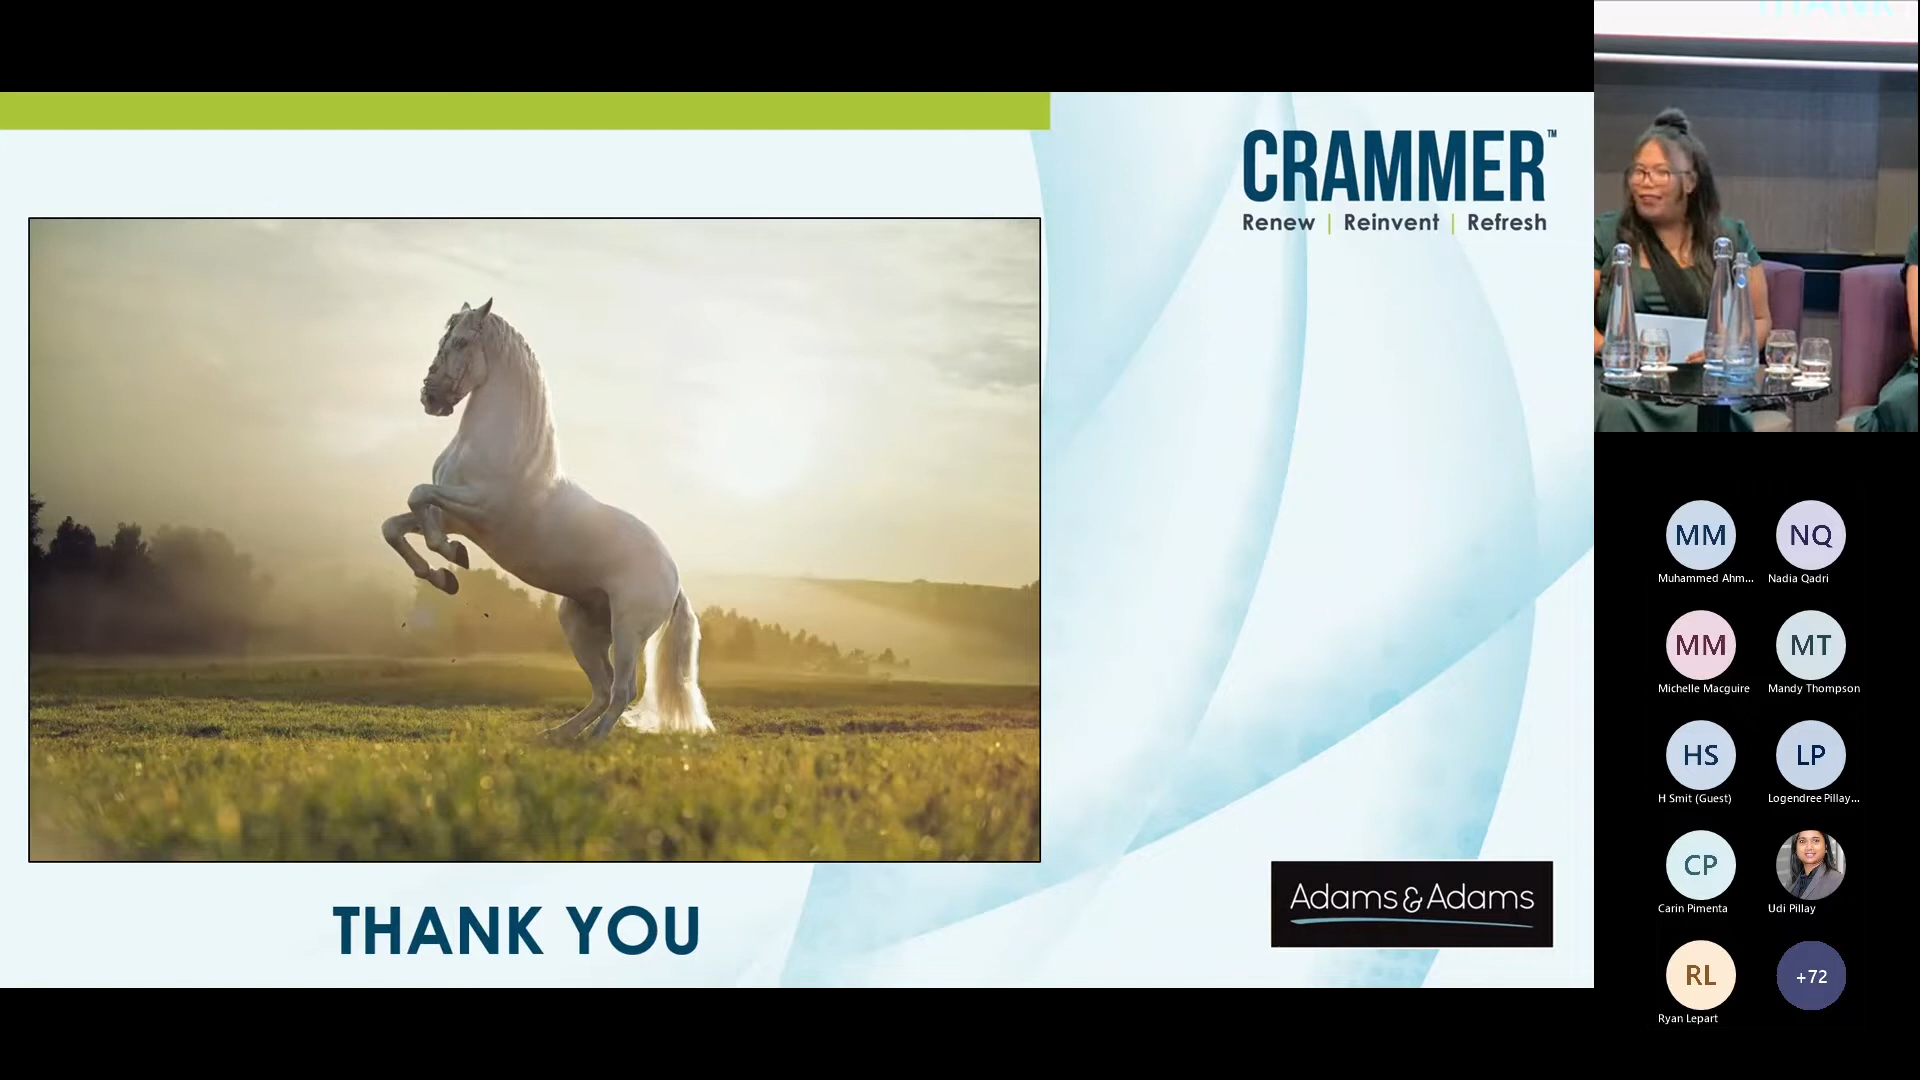 CRAMMER™
Renew | Reinvent | Refresh
Adams & Adams
THANK YOU
MM
Muhammed Ahm...
NQ
Nadia Qadri
MM
Michelle Macguire
MT
Mandy Thompson
HS
H Smit (Guest)
LP
Logendree Pillay...
CP
Carin Pimenta
Udi Pillay
RL
Ryan Lepart
+72